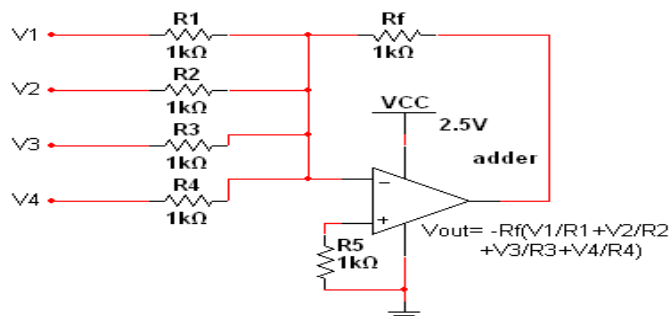 V1
R1
1kΩ
Rf
1kΩ
V2
R2
1kΩ
VCC
2.5V
V3
R3
1kΩ
adder
V4
R4
1kΩ
−
+
R5
1kΩ
Vout= -Rf(V1/R1+V2/R2
+V3/R3+V4/R4)